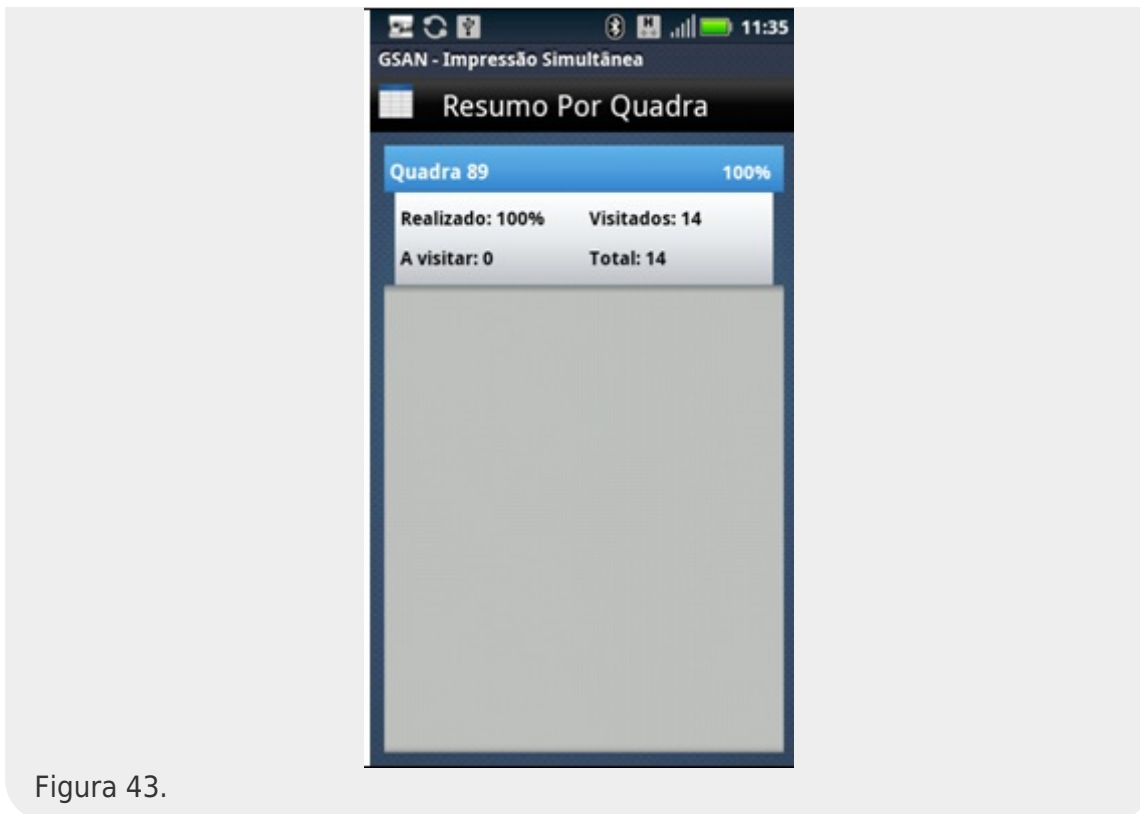 11:35
GSAN - Impressão Simultânea
Resumo Por Quadra
Quadra 89 100%
Realizado: 100% Visitados: 14
A visitar: 0 Total: 14
Figura 43.